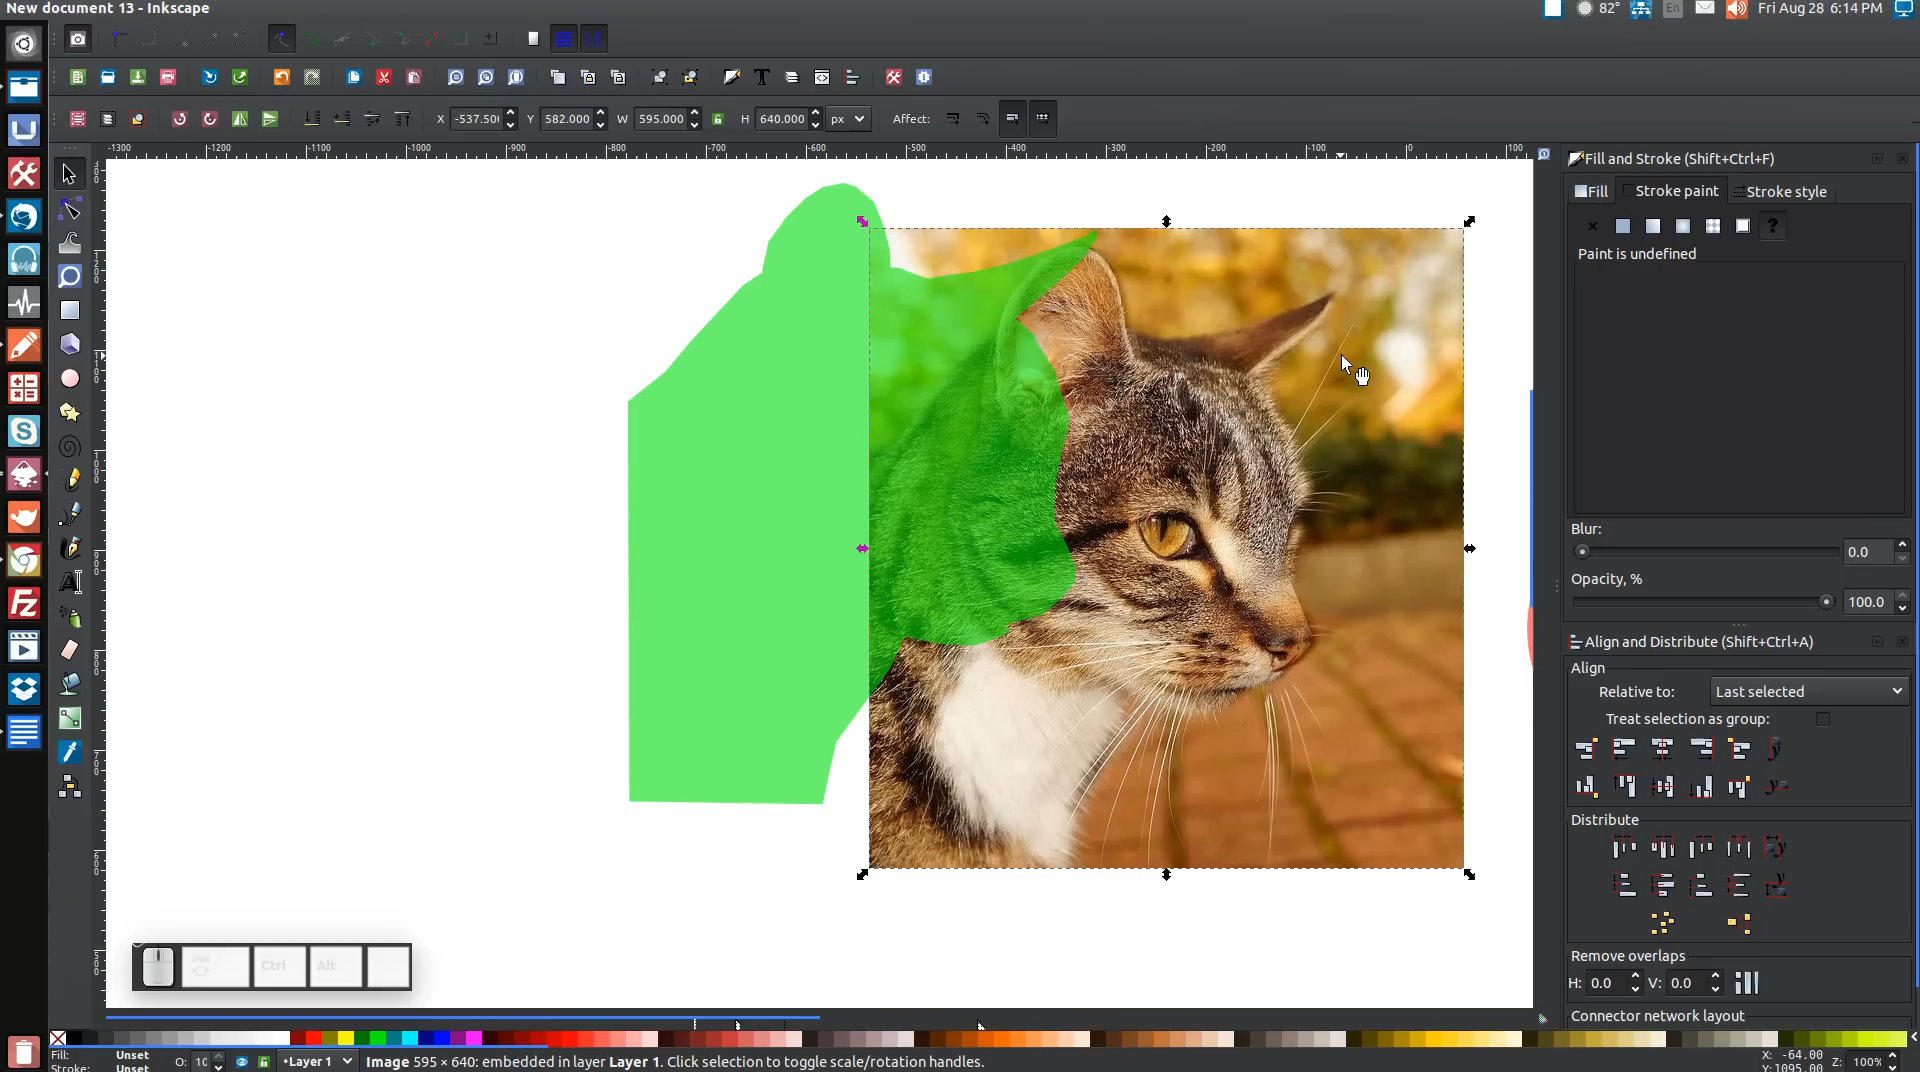 New document 13 - Inkscape
82° En Fri Aug 28 6:14 PM
X -537.50 Y 582.000 W 595.000 H 640.000 px Affect:
-1300 -1200 -1100 -1000 -900 -800 -700 -600 -500 -400 -300 -200 -100 0 100
Fill and Stroke (Shift+Ctrl+F)
Fill Stroke paint Stroke style
?
Paint is undefined
Blur:
0.0
Opacity, %
100.0
Align and Distribute (Shift+Ctrl+A)
Align
Relative to: Last selected
Treat selection as group:
Distribute
Remove overlaps
H: 0.0 V: 0.0
Connector network layout
Ctrl Alt
Fill: Unset
Stroke: Unset
O: 10
•Layer 1
Image 595 × 640: embedded in layer Layer 1. Click selection to toggle scale/rotation handles.
X: -64.00
Y: 1095.00
Z: 100%